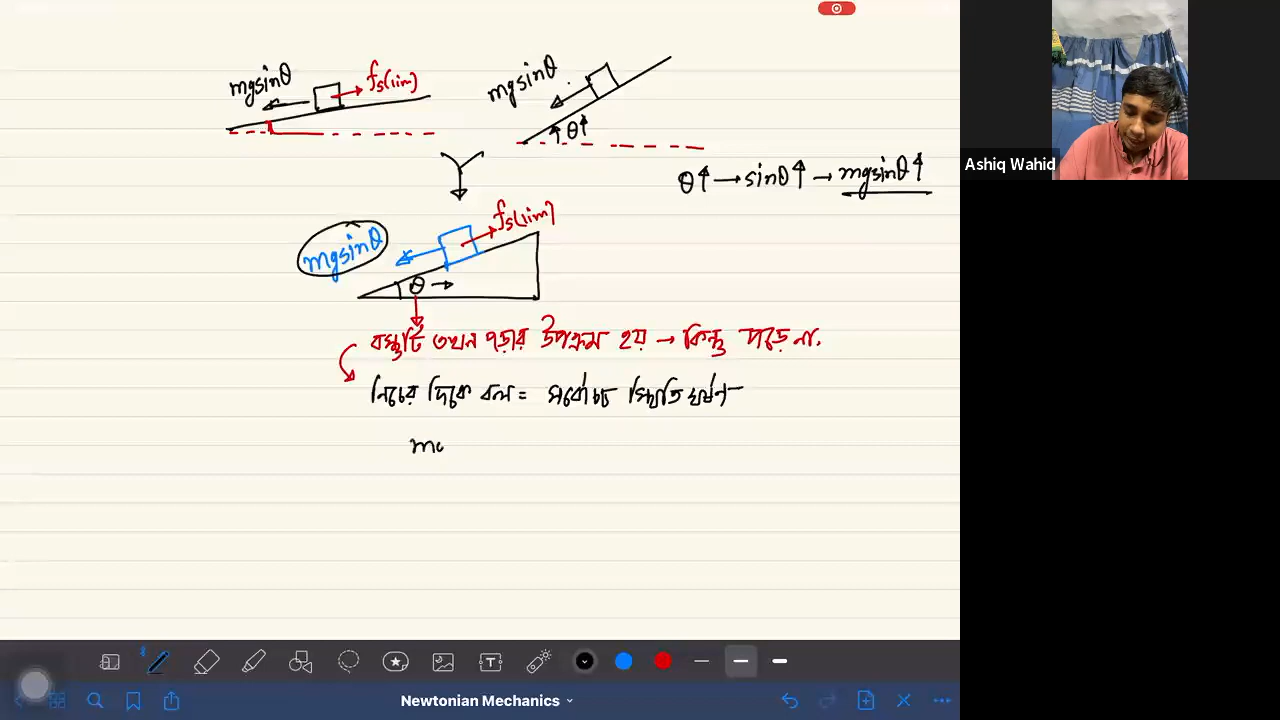 mgsinθ
fs(lim)
mgsinθ
θ↑
θ↑ → sinθ↑ → mgsinθ↑
Ashiq Wahid
fs(lim)
mgsinθ
θ →
বস্তুটি তখন পড়ার উপক্রম হয় → কিন্তু পড়ে না.
নিচের দিকে বল = সর্বোচ্চ স্থিতি ঘর্ষণ
mg
Newtonian Mechanics